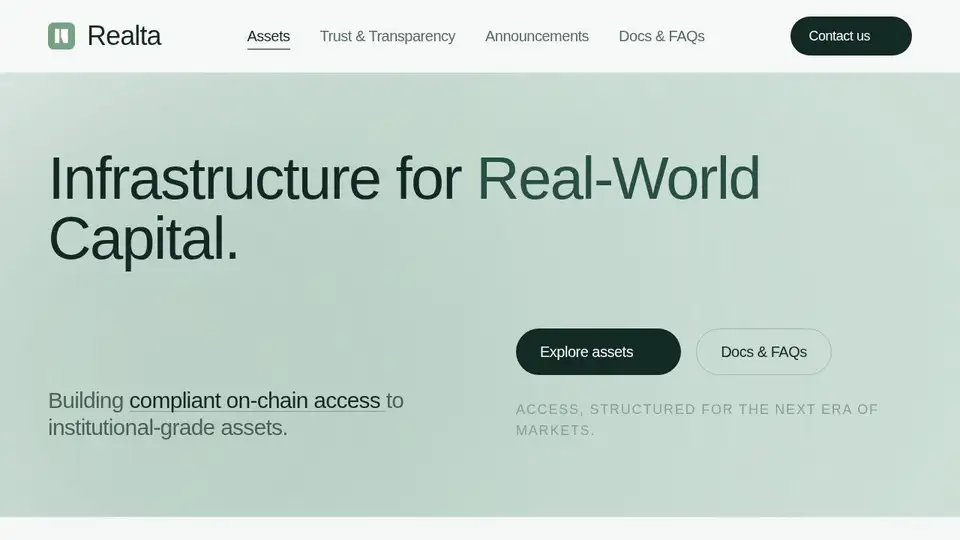 Realta
Assets
Trust & Transparency
Announcements
Docs & FAQs
Contact us
Infrastructure for Real-World
Capital.
Building compliant on-chain access to
institutional-grade assets.
Explore assets
Docs & FAQs
ACCESS, STRUCTURED FOR THE NEXT ERA OF
MARKETS.